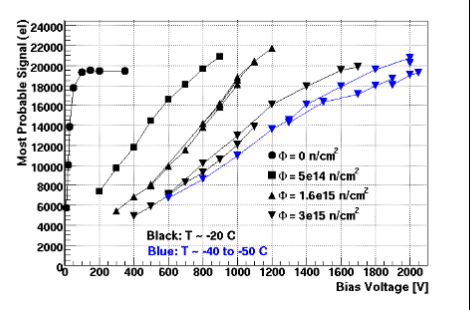 Most Probable Signal (el)
24000
22000
20000
18000
16000
14000
12000
10000
8000
6000
4000
2000
0
Φ = 0 n/cm²
Φ = 5e14 n/cm²
Φ = 1.6e15 n/cm²
Φ = 3e15 n/cm²
Black: T ~ -20 C
Blue: T ~ -40 to -50 C
0 200 400 600 800 1000 1200 1400 1600 1800 2000
Bias Voltage [V]